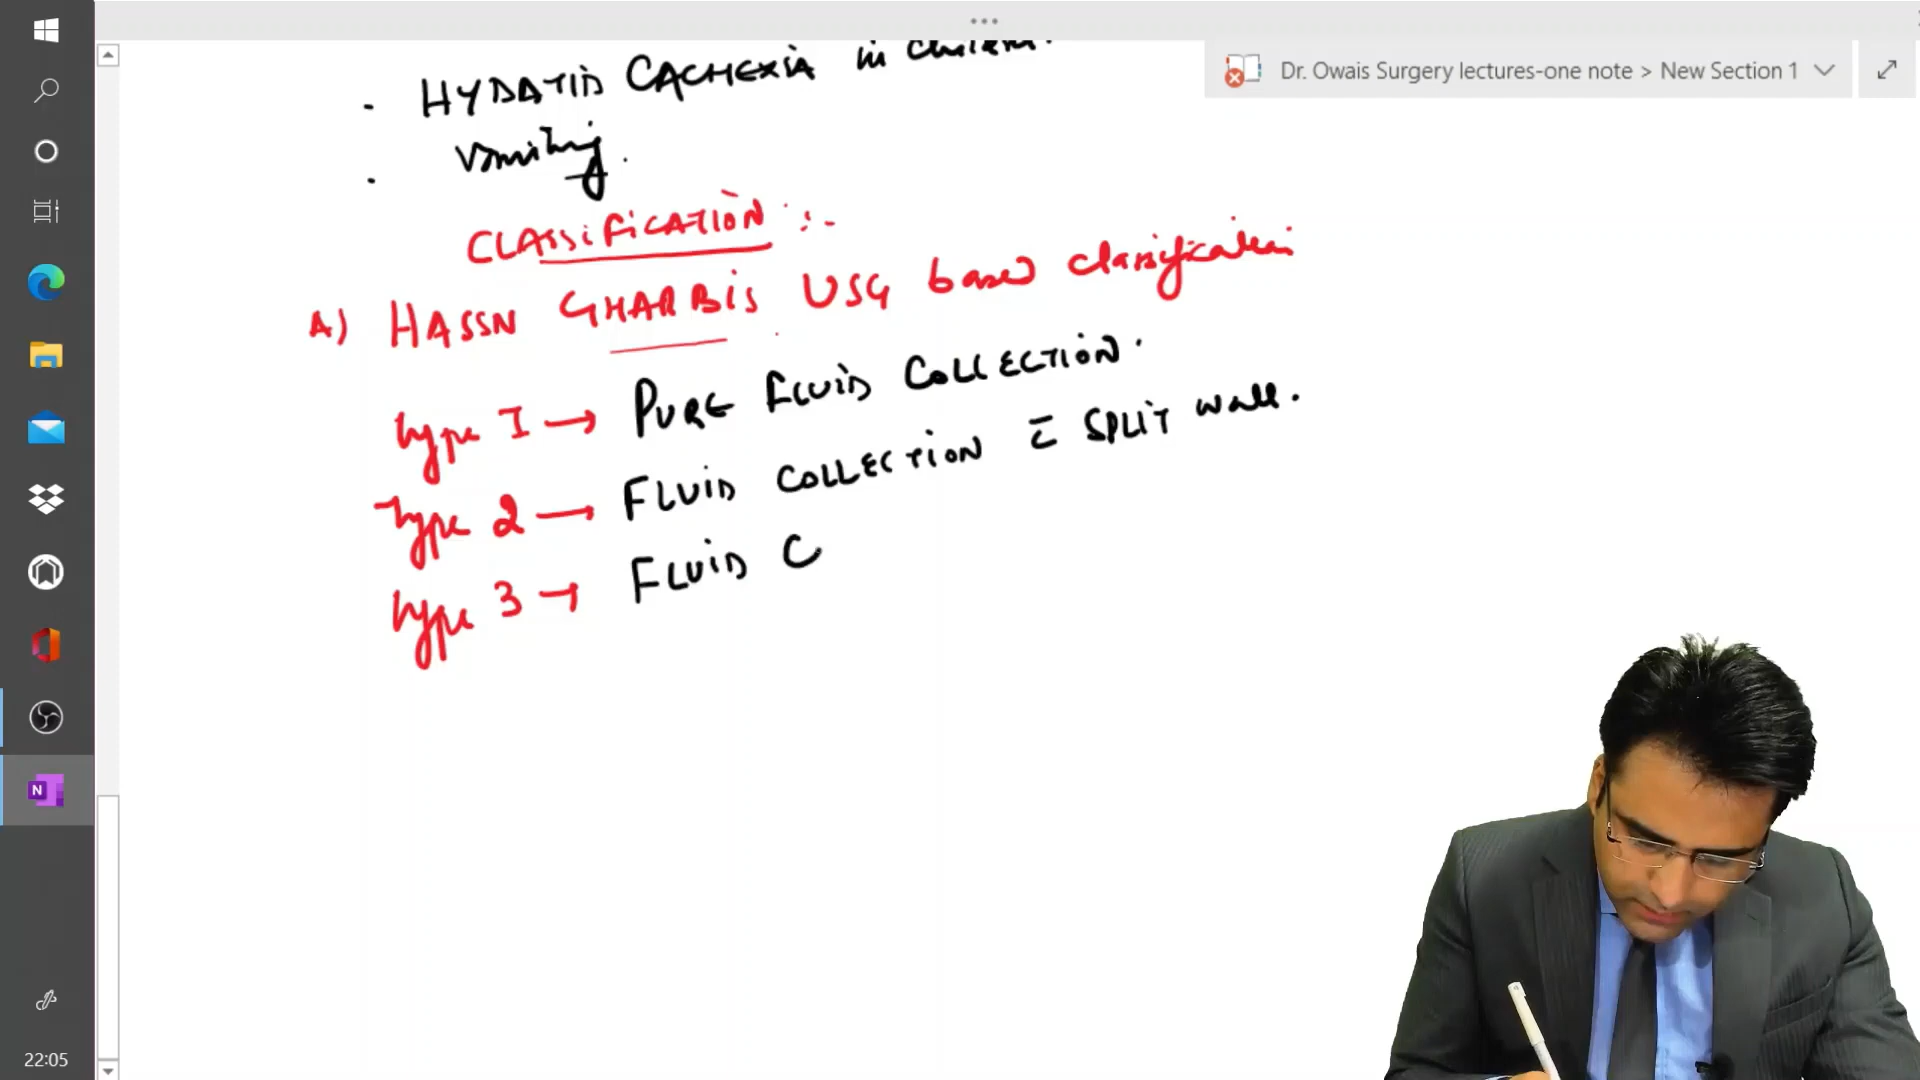 Dr. Owais Surgery lectures-one note > New Section 1
· HYDATID CACHEXIA in
· Vomiting.
CLASSIFICATION :-
A) HASSN GHARBIS USG based classification
type I → PURE FLUID COLLECTION.
Type 2 → FLUID COLLECTION c̄ SPLIT wall.
type 3 → FLUID C
N
22:05